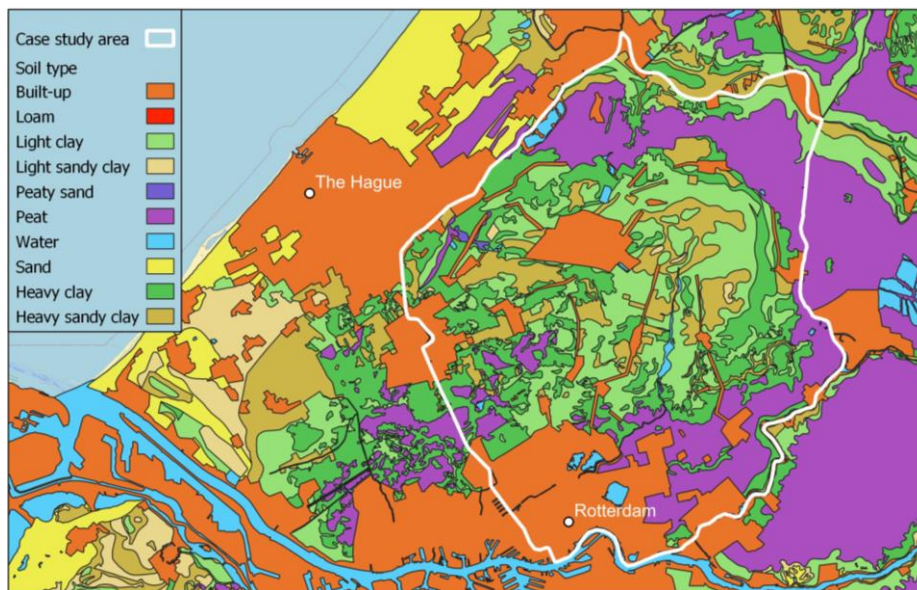 Case study area
Soil type
Built-up
Loam
Light clay
Light sandy clay
Peaty sand
Peat
Water
Sand
Heavy clay
Heavy sandy clay
The Hague
Rotterdam